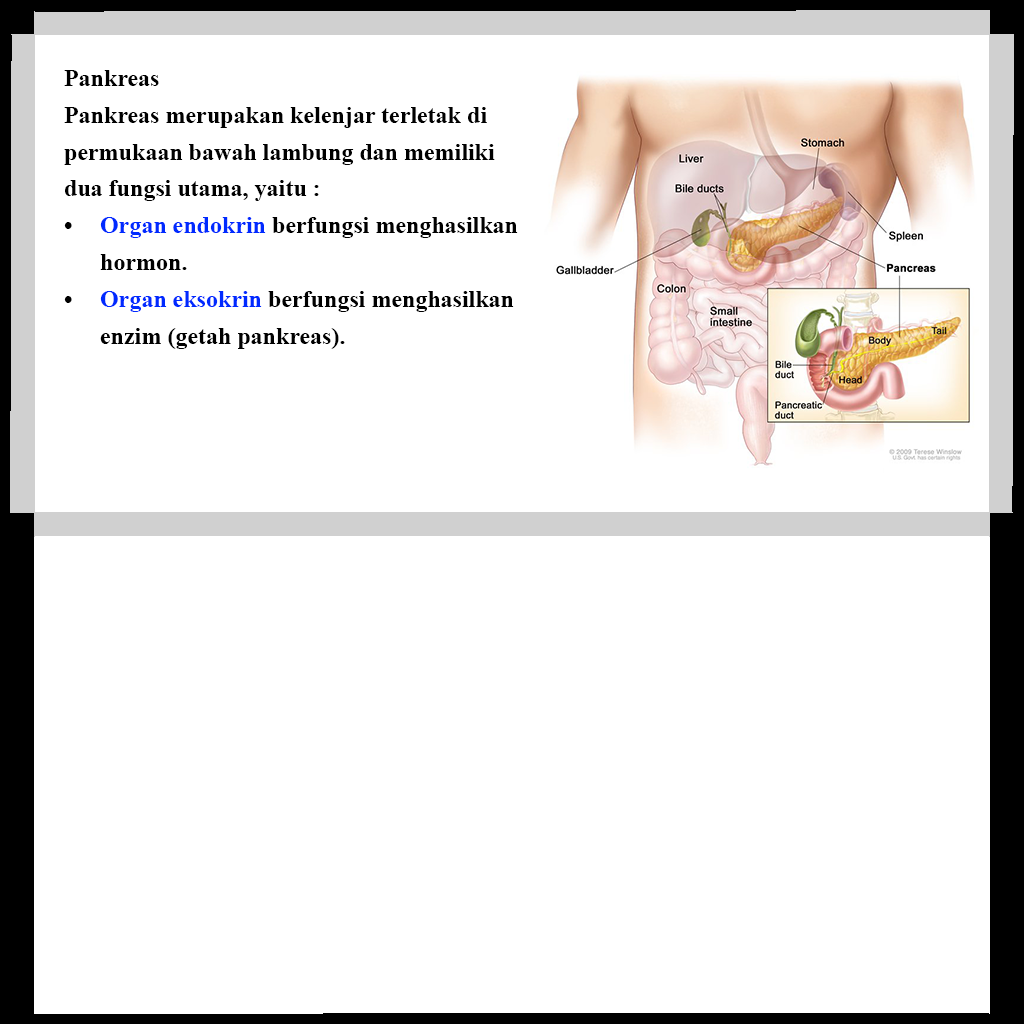 Pankreas
Pankreas merupakan kelenjar terletak di
permukaan bawah lambung dan memiliki
dua fungsi utama, yaitu :
• Organ endokrin berfungsi menghasilkan
hormon.
• Organ eksokrin berfungsi menghasilkan
enzim (getah pankreas).
Stomach
Liver
Bile ducts
Spleen
Gallbladder
Pancreas
Colon
Small
intestine
Tail
Body
Bile
duct
Head
Pancreatic
duct
© 2009 Terese Winslow
U.S. Govt. has certain rights